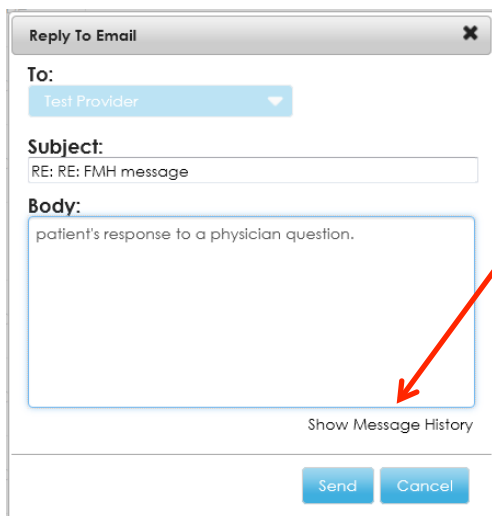 Reply To Email
To:
Test Provider
Subject:
RE: RE: FMH message
Body:
patient's response to a physician question.
Show Message History
Send Cancel